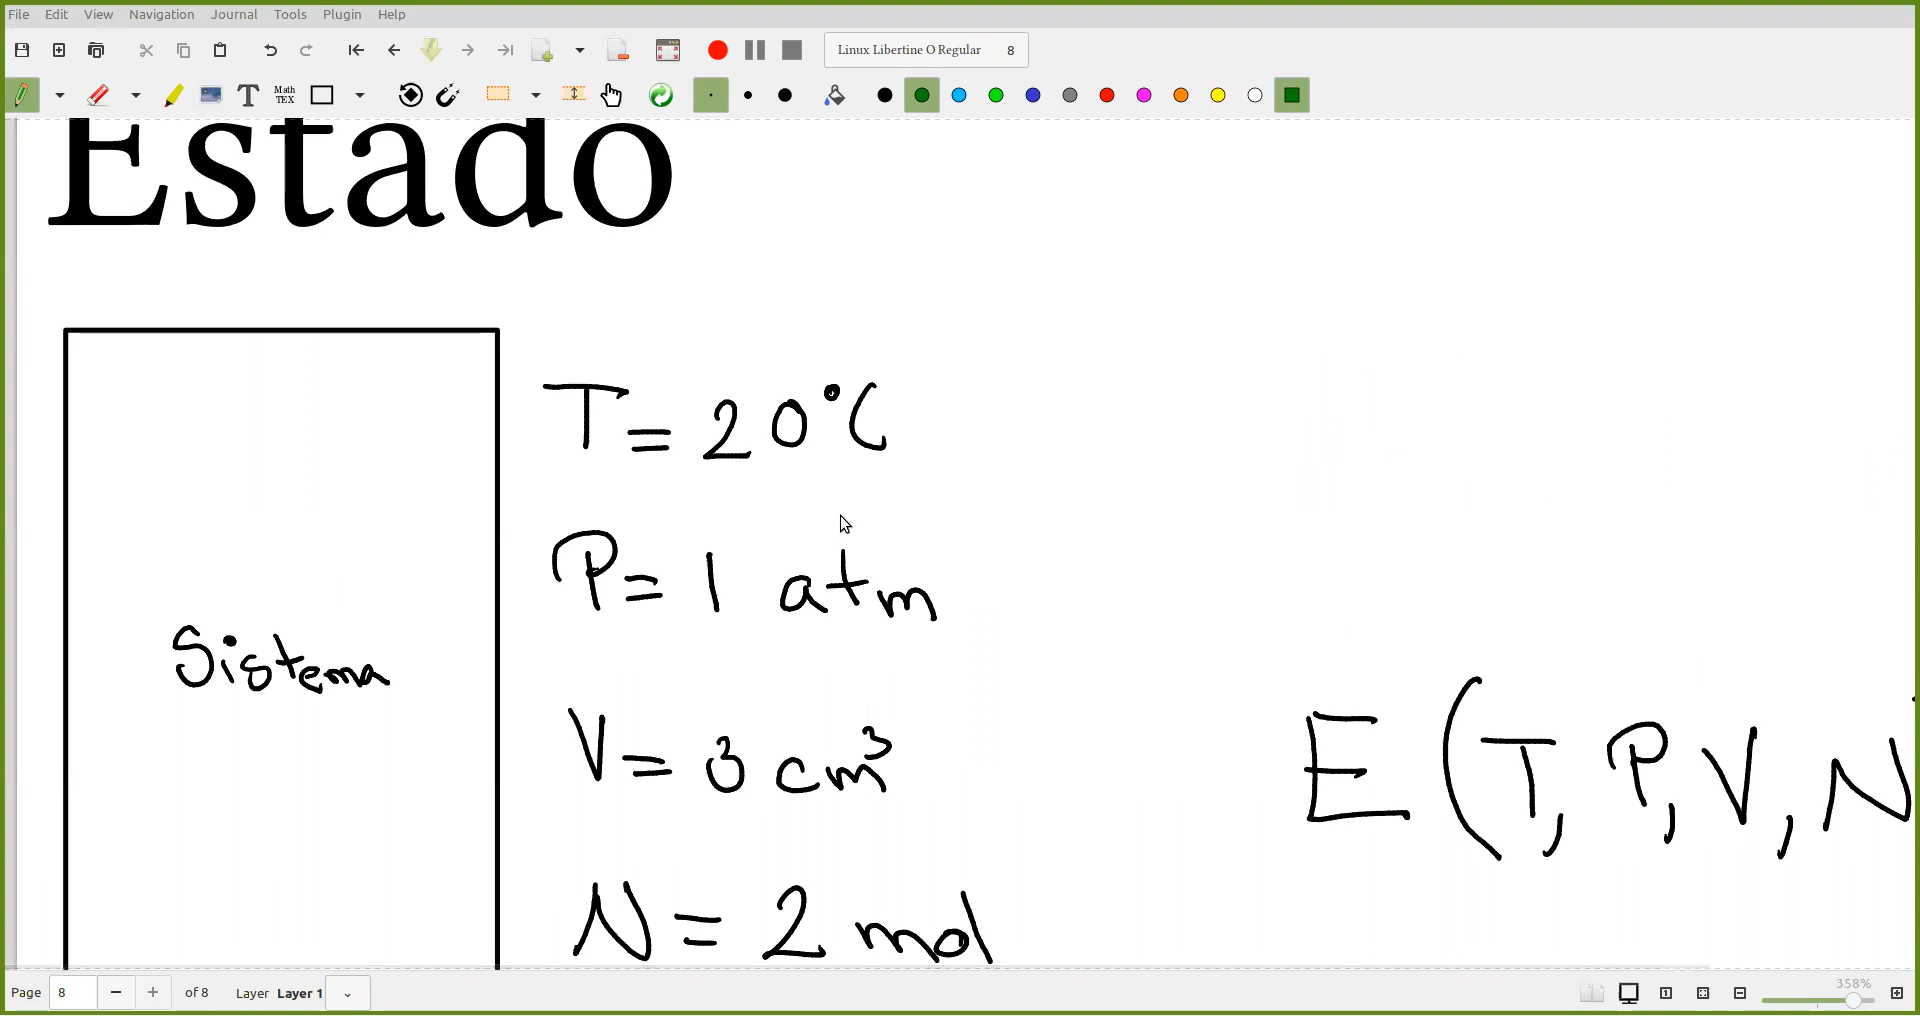 File Edit View Navigation Journal Tools Plugin Help
Linux Libertine O Regular 8
T Math TEX
Estado
T = 20°C
P = 1 atm
Sistema
V = 3 cm³
E (T, P, V, N
N = 2 mol
Page 8 of 8 Layer Layer 1 358%